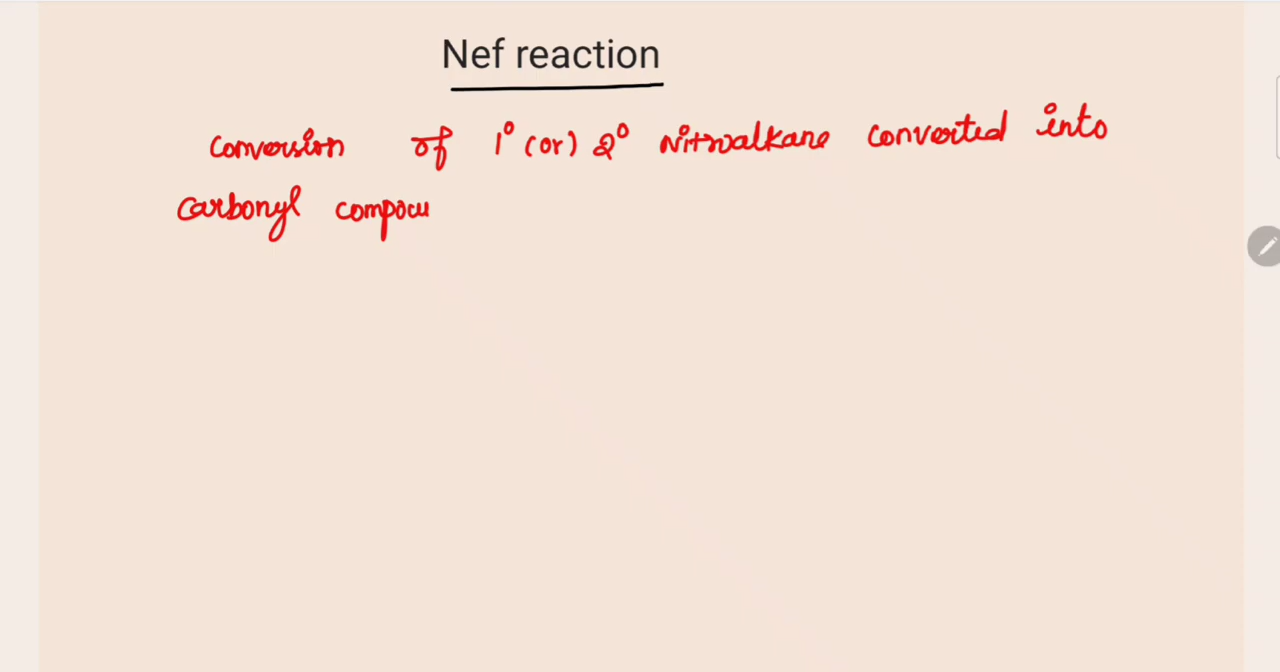 Nef reaction
conversion of 1° (or) 2° Nitroalkane converted into
carbonyl compou